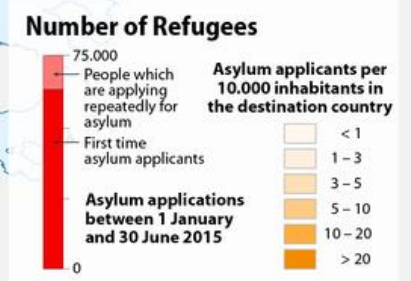 Number of Refugees
75.000
People which
are applying
repeatedly for
asylum
First time
asylum applicants
Asylum applications
between 1 January
and 30 June 2015
0
Asylum applicants per
10.000 inhabitants in
the destination country
< 1
1 – 3
3 – 5
5 – 10
10 – 20
> 20